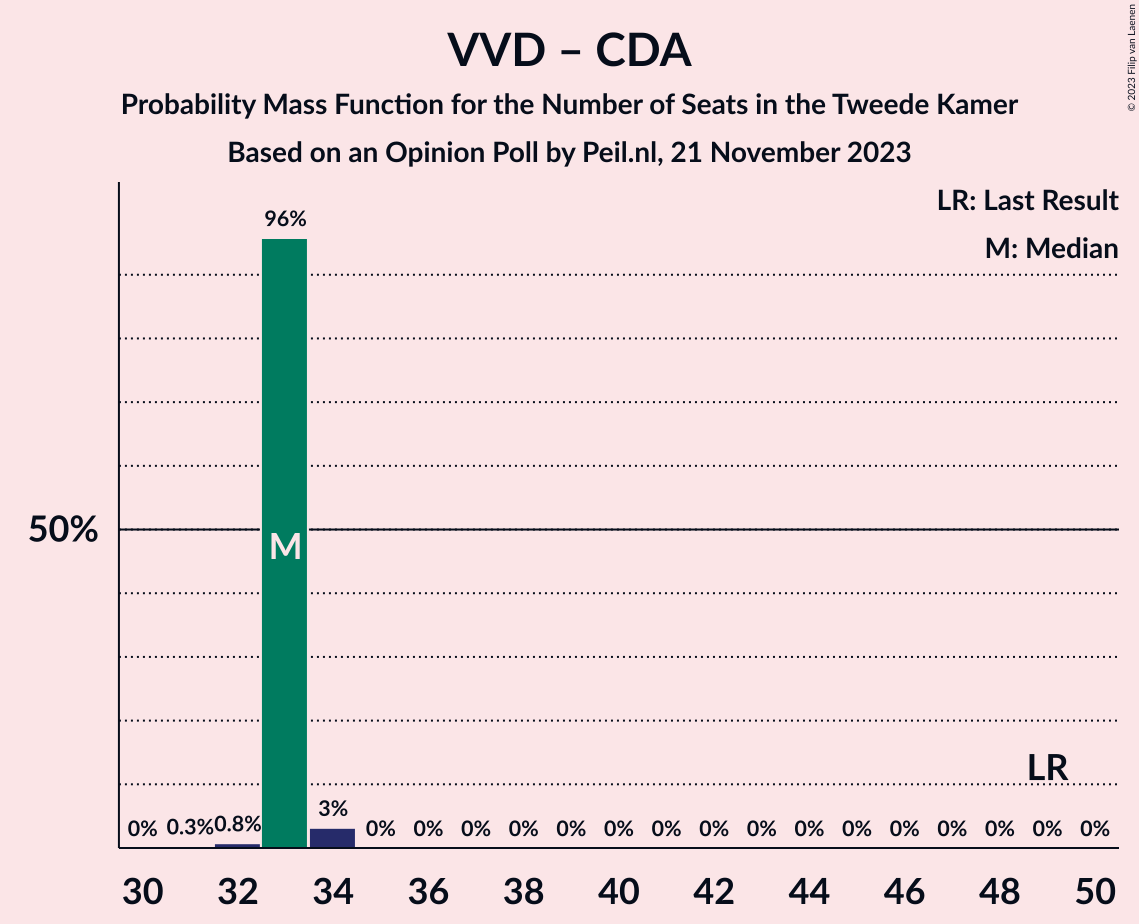 VVD – CDA
Probability Mass Function for the Number of Seats in the Tweede Kamer
Based on an Opinion Poll by Peil.nl, 21 November 2023
© 2023 Filip van Laenen
LR: Last Result
M: Median
96%
50%
M
LR
0% 0.3% 0.8% 3% 0% 0% 0% 0% 0% 0% 0% 0% 0% 0% 0% 0% 0% 0% 0% 0%
30 32 34 36 38 40 42 44 46 48 50